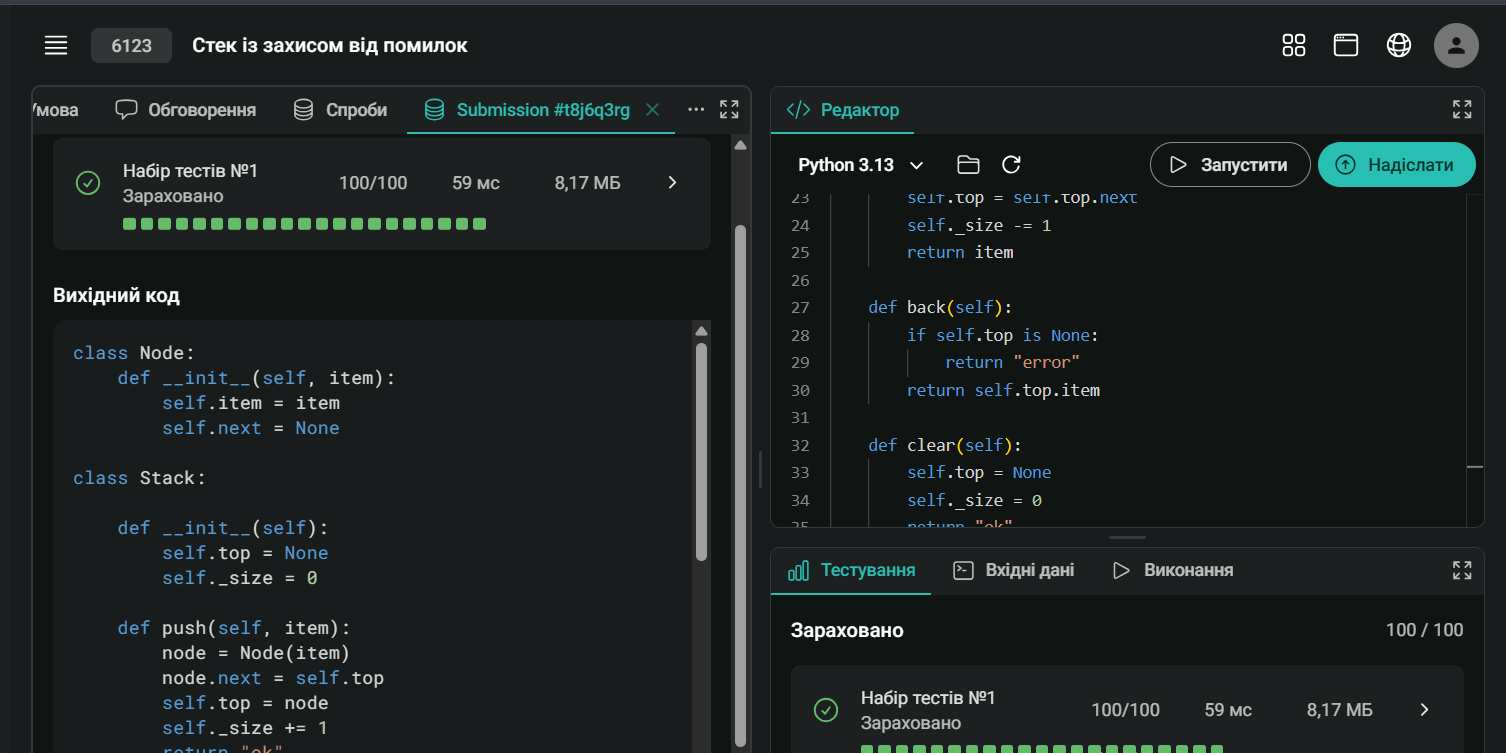 6123 Стек із захисом від помилок
Умова Обговорення Спроби Submission #t8j6q3rg
Набір тестів №1
Зараховано
100/100 59 мс 8,17 МБ
Вихідний код
class Node:
    def __init__(self, item):
        self.item = item
        self.next = None
class Stack:
    def __init__(self):
        self.top = None
        self._size = 0
    def push(self, item):
        node = Node(item)
        node.next = self.top
        self.top = node
        self._size += 1
        return "ok"
</> Редактор
Python 3.13 Запустити Надіслати
23 self.top = self.top.next
24 self._size -= 1
25 return item
26
27 def back(self):
28 if self.top is None:
29 return "error"
30 return self.top.item
31
32 def clear(self):
33 self.top = None
34 self._size = 0
35 return "ok"
Тестування Вхідні дані Виконання
Зараховано 100 / 100
Набір тестів №1
Зараховано
100/100 59 мс 8,17 МБ